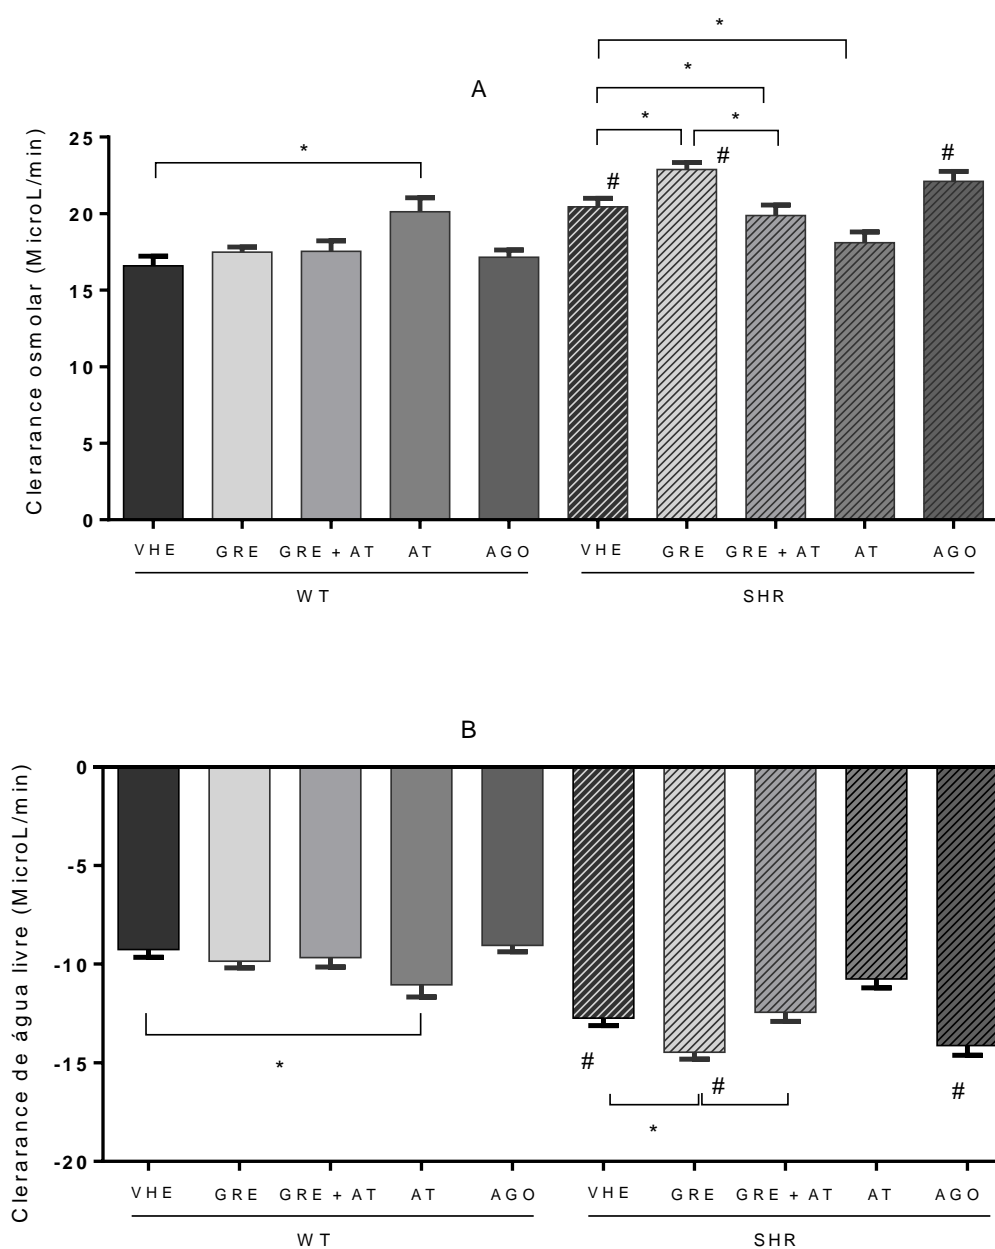 *
*
A
* *
Clerarance osmolar (MicroL/min)
25
20
15
10
5
0
*
#
#
#
VHE GRE GRE + AT AT AGO VHE GRE GRE + AT AT AGO
WT SHR
B
Clerarance de água livre (MicroL/min)
0
-5
-10
-15
-20
*
#
#
#
*
VHE GRE GRE + AT AT AGO VHE GRE GRE + AT AT AGO
WT SHR